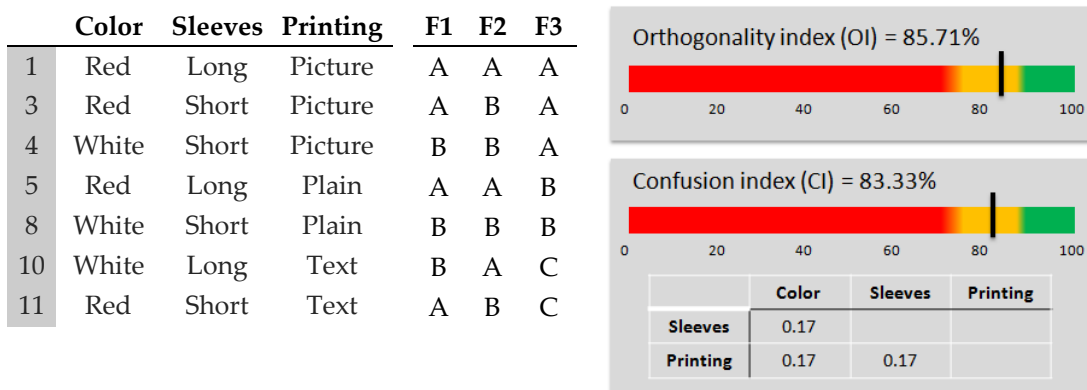 Color Sleeves Printing F1 F2 F3
1 Red Long Picture A A A
3 Red Short Picture A B A
4 White Short Picture B B A
5 Red Long Plain A A B
8 White Short Plain B B B
10 White Long Text B A C
11 Red Short Text A B C
Orthogonality index (OI) = 85.71%
0 20 40 60 80 100
Confusion index (CI) = 83.33%
0 20 40 60 80 100
Color Sleeves Printing
Sleeves 0.17
Printing 0.17 0.17